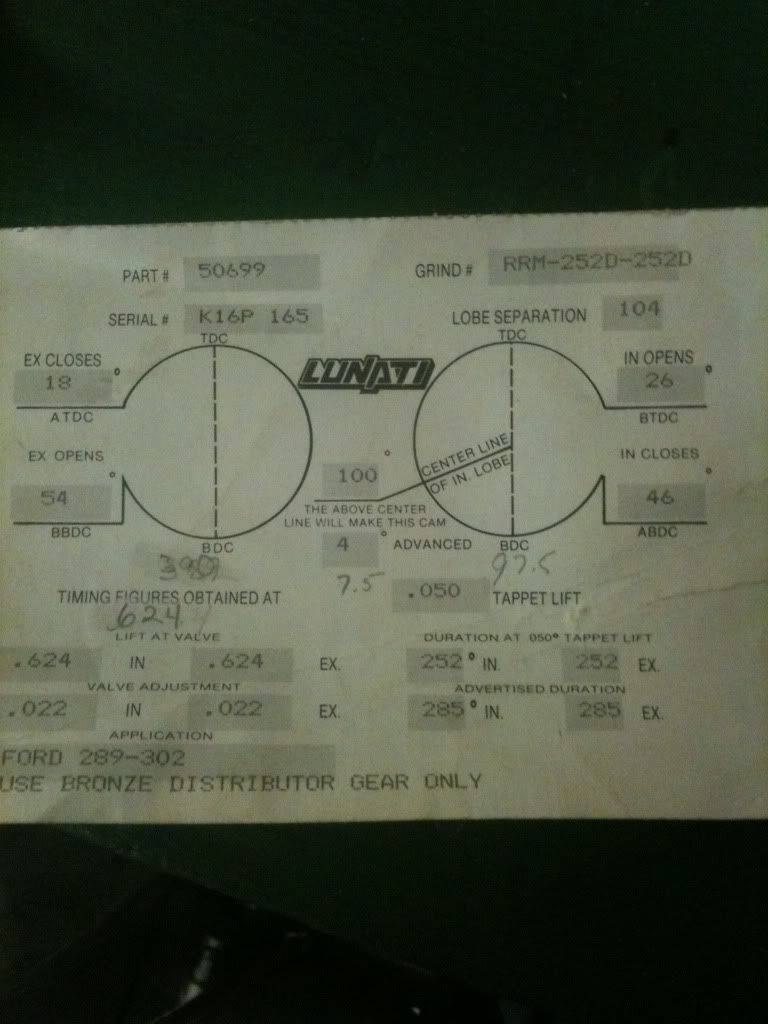 PART # 50699 GRIND # RRM-252D-252D
SERIAL # K16P 165 LOBE SEPARATION 104
TDC TDC
EX CLOSES LUNATI IN OPENS
18° 26°
ATDC BTDC
CENTER LINE
OF IN. LOBE
EX OPENS IN CLOSES
54° 100° 46°
BBDC ABDC
THE ABOVE CENTER
LINE WILL MAKE THIS CAM
BDC 4° ADVANCED BDC
7.5 97.5
TIMING FIGURES OBTAINED AT .050 TAPPET LIFT
.624
LIFT AT VALVE DURATION AT .050° TAPPET LIFT
.624 IN .624 EX. 252° IN. 252 EX.
VALVE ADJUSTMENT ADVERTISED DURATION
.022 IN .022 EX. 285° IN. 285 EX.
APPLICATION
FORD 289-302
USE BRONZE DISTRIBUTOR GEAR ONLY